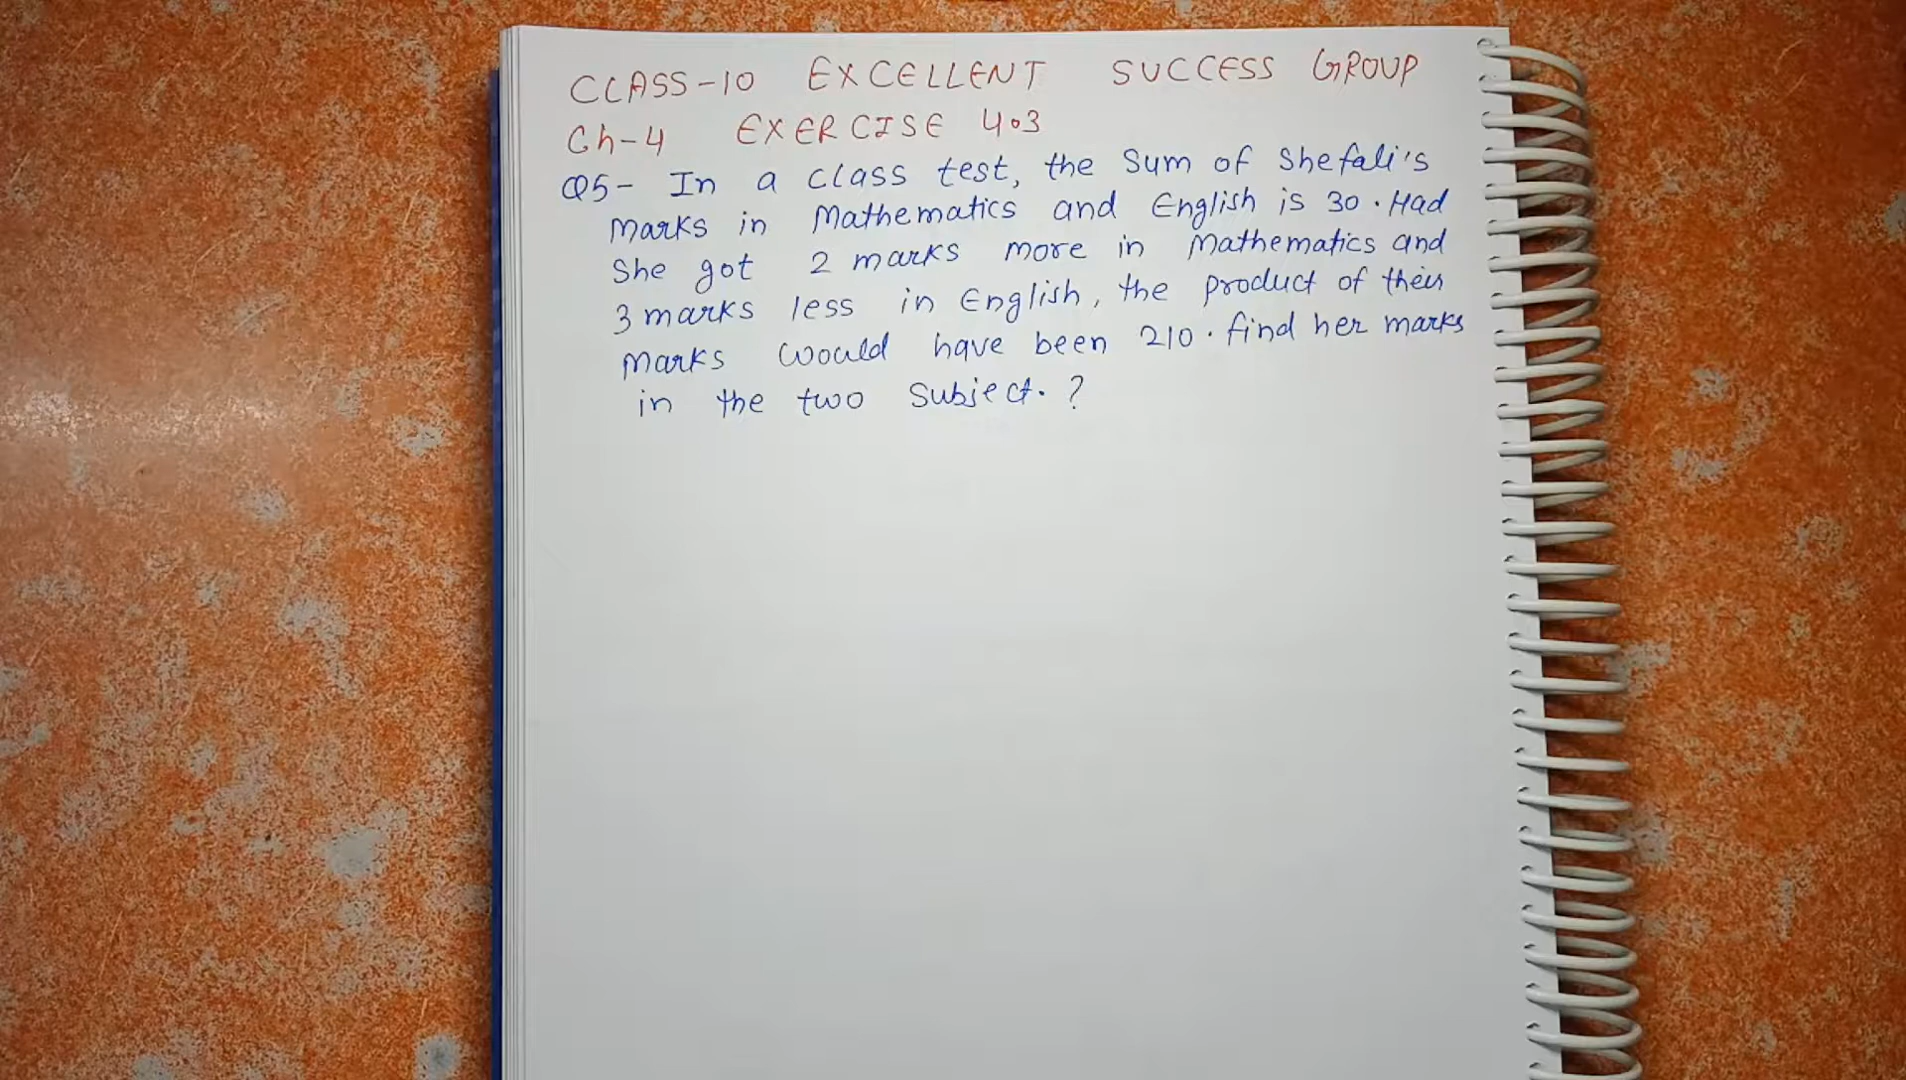 CLASS-10 EXCELLENT SUCCESS GROUP
Ch-4 EXERCISE 4.3
Q5- In a class test, the sum of Shefali's
Marks in Mathematics and English is 30. Had
She got 2 marks more in Mathematics and
3 marks less in English, the product of their
Marks would have been 210. find her marks
in the two Subject. ?